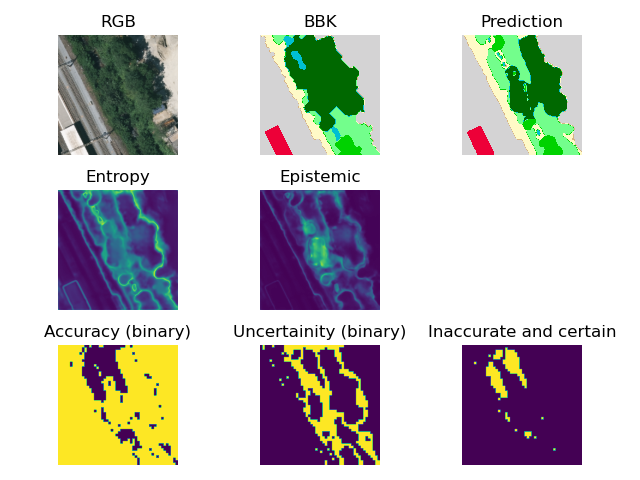 RGB
BBK
Prediction
Entropy
Epistemic
Accuracy (binary)
Uncertainity (binary)
Inaccurate and certain